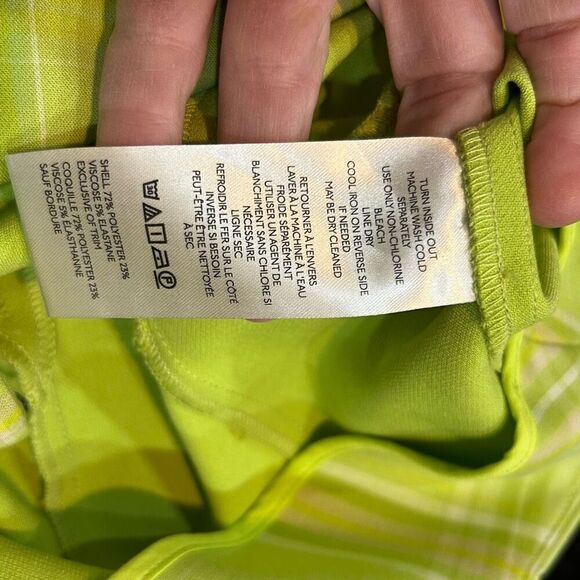 TURN INSIDE OUT
MACHINE WASH COLD
SEPARATELY
USE ONLY NON-CHLORINE
BLEACH
LINE DRY
COOL IRON ON REVERSE SIDE
IF NEEDED
MAY BE DRY CLEANED
RETOURNER À L'ENVERS
LAVER À LA MACHINE À L'EAU
FROIDE SÉPARÉMENT
UTILISER UN AGENT DE
BLANCHIMENT SANS CHLORE SI
NÉCESSAIRE
LIGNE SEC
REFROIDIR LE FER SUR LE CÔTÉ
INVERSE SI BESOIN
PEUT-ÊTRE ÊTRE NETTOYÉE
À SEC
SHELL 72% POLYESTER 23%
VISCOSE 5% ELASTANE
EXCLUSIVE OF TRIM
COQUILLE 72% POLYESTER 23%
VISCOSE 5% ÉLASTHANNE
SAUF BORDURE